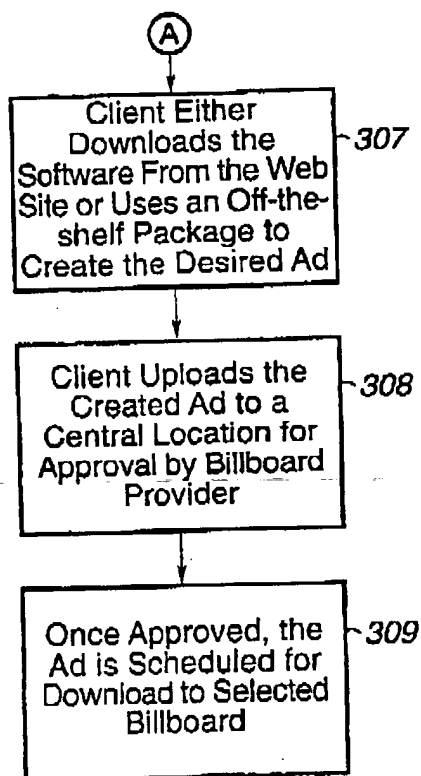 A
Client Either
Downloads the
Software From the Web
Site or Uses an Off-the-
shelf Package to
Create the Desired Ad
307
Client Uploads the
Created Ad to a
Central Location for
Approval by Billboard
Provider
308
Once Approved, the
Ad is Scheduled for
Download to Selected
Billboard
309